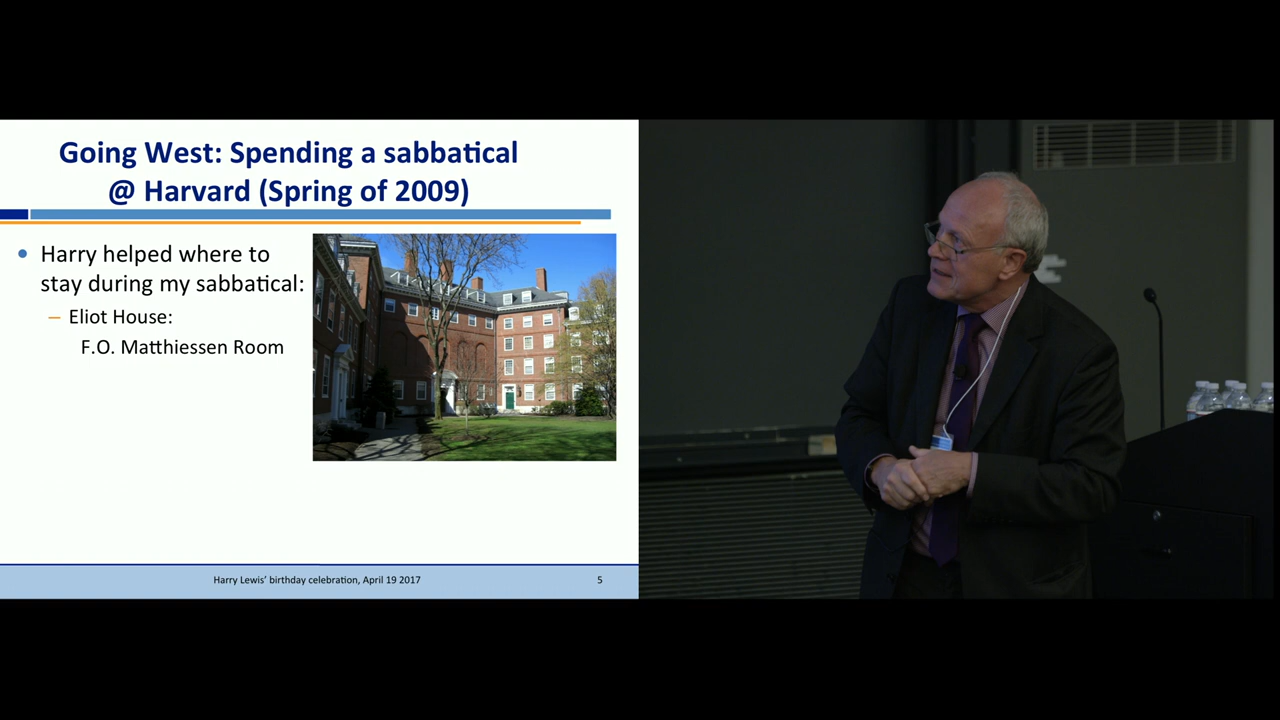 Going West: Spending a sabbatical
@ Harvard (Spring of 2009)
• Harry helped where to
stay during my sabbatical:
– Eliot House:
F.O. Matthiessen Room
Harry Lewis’ birthday celebration, April 19 2017
5